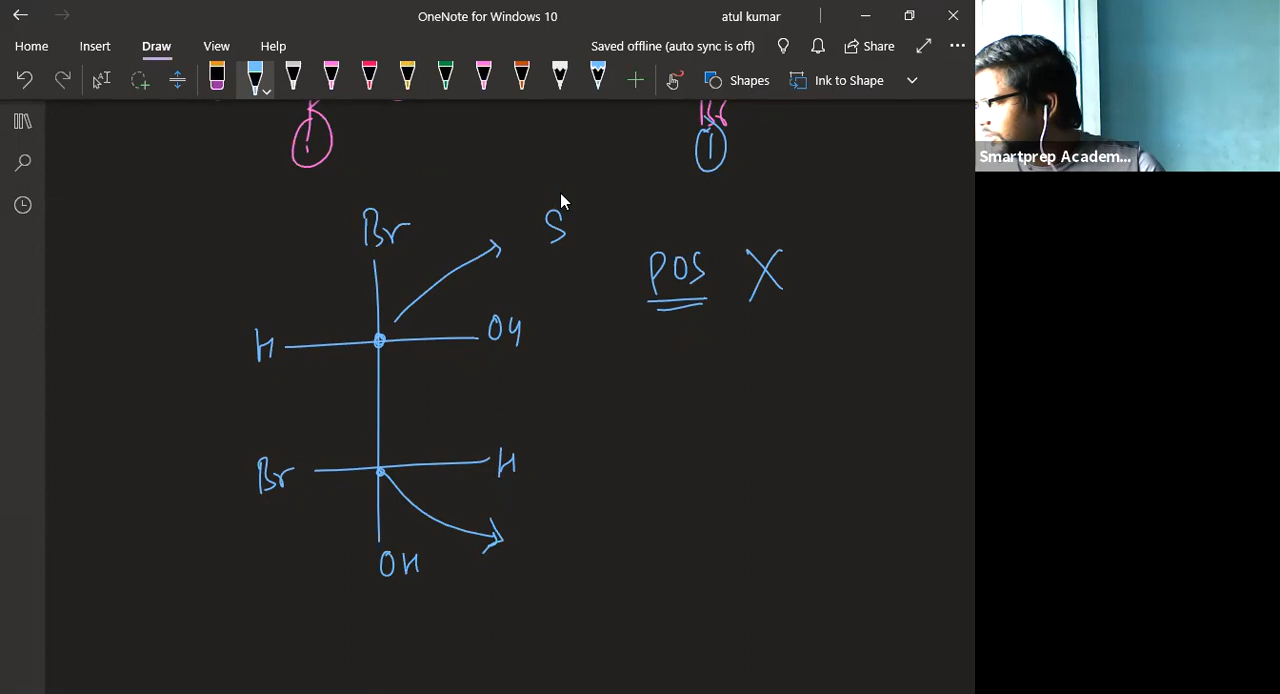 OneNote for Windows 10
atul kumar
Home Insert Draw View Help
Saved offline (auto sync is off)
Share
Shapes
Ink to Shape
Smartprep Academ...
Br
S
POS X
H
OH
Br
H
OH